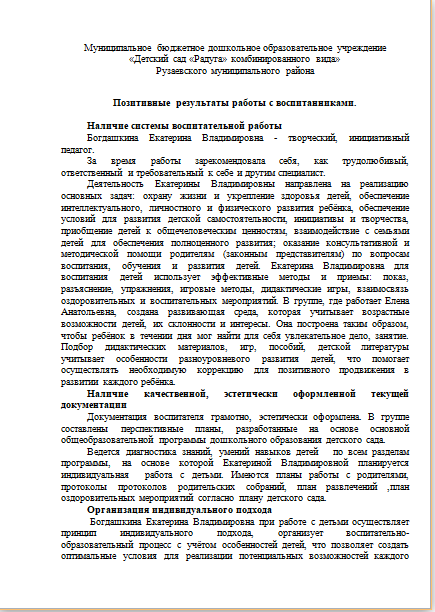 Муниципальное бюджетное дошкольное образовательное учреждение
«Детский сад «Радуга» комбинированного вида»
Рузаевского муниципального района
Позитивные результаты работы с воспитанниками.
Наличие системы воспитательной работы
Богдашкина Екатерина Владимировна - творческий, инициативный
педагог.
За время работы зарекомендовала себя, как трудолюбивый,
ответственный и требовательный к себе и другим специалист.
Деятельность Екатерины Владимировны направлена на реализацию
основных задач: охрану жизни и укрепление здоровья детей, обеспечение
интеллектуального, личностного и физического развития ребёнка, обеспечение
условий для развития детской самостоятельности, инициативы и творчества,
приобщение детей к общечеловеческим ценностям, взаимодействие с семьями
детей для обеспечения полноценного развития; оказание консультативной и
методической помощи родителям (законным представителям) по вопросам
воспитания, обучения и развития детей. Екатерина Владимировна для
воспитания детей использует эффективные методы и приемы: показ,
разъяснение, упражнения, игровые методы, дидактические игры, взаимосвязь
оздоровительных и воспитательных мероприятий. В группе, где работает Елена
Анатольевна, создана развивающая среда, которая учитывает возрастные
возможности детей, их склонности и интересы. Она построена таким образом,
чтобы ребёнок в течении дня мог найти для себя увлекательное дело, занятие.
Подбор дидактических материалов, игр, пособий, детской литературы
учитывает особенности разноуровневого развития детей, что помогает
осуществлять необходимую коррекцию для позитивного продвижения в
развитии каждого ребёнка.
Наличие качественной, эстетически оформленной текущей
документации
Документация воспитателя грамотно, эстетически оформлена. В группе
составлены перспективные планы, разработанные на основе основной
общеобразовательной программы дошкольного образования детского сада.
Ведется диагностика знаний, умений навыков детей по всем разделам
программы, на основе которой Екатериной Владимировной планируется
индивидуальная работа с детьми. Имеются планы работы с родителями,
протоколы протоколов родительских собраний, план развлечений ,план
оздоровительных мероприятий согласно плану детского сада.
Организация индивидуального подхода
Богдашкина Екатерина Владимировна при работе с детьми осуществляет
принцип индивидуального подхода, организует воспитательно-
образовательный процесс с учётом особенностей детей, что позволяет создать
оптимальные условия для реализации потенциальных возможностей каждого